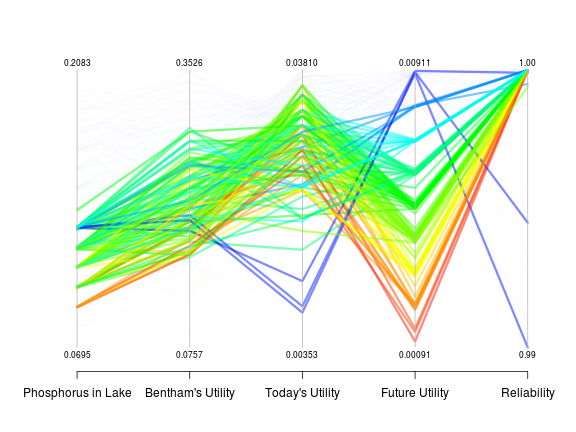 0.2083 0.3526 0.03810 0.00911 1.00
0.0695 0.0757 0.00353 0.00091 0.99
Phosphorus in Lake Bentham's Utility Today's Utility Future Utility Reliability